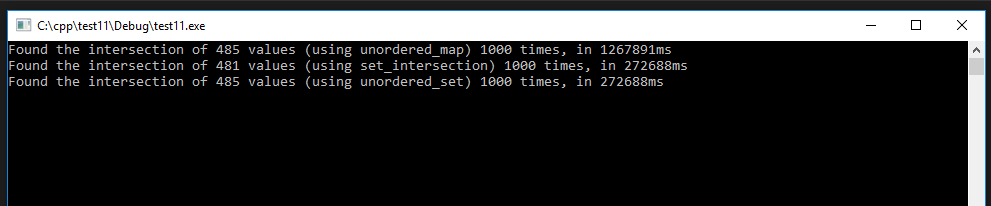 C:\cpp\test11\Debug\test11.exe
Found the intersection of 485 values (using unordered_map) 1000 times, in 1267891ms
Found the intersection of 481 values (using set_intersection) 1000 times, in 272688ms
Found the intersection of 485 values (using unordered_set) 1000 times, in 272688ms